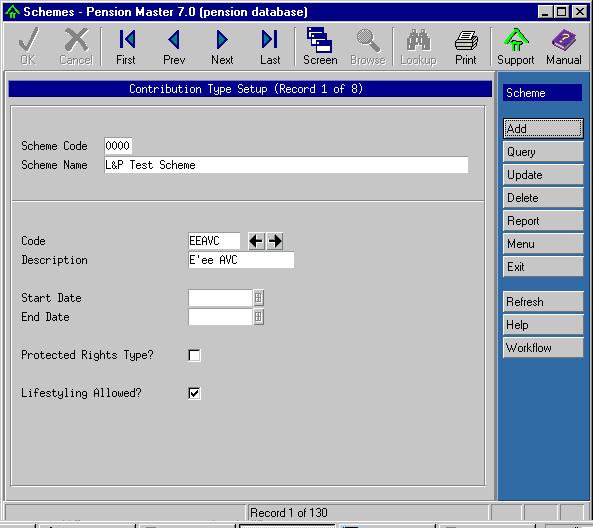 Schemes - Pension Master 7.0 (pension database)
OK Cancel First Prev Next Last Screen Browse Lookup Print Support Manual
Contribution Type Setup (Record 1 of 8)
Scheme
Scheme Code 0000
Scheme Name L&P Test Scheme
Code EEAVC
Description E'ee AVC
Start Date
End Date
Protected Rights Type?
Lifestyling Allowed?
Add
Query
Update
Delete
Report
Menu
Exit
Refresh
Help
Workflow
Record 1 of 130